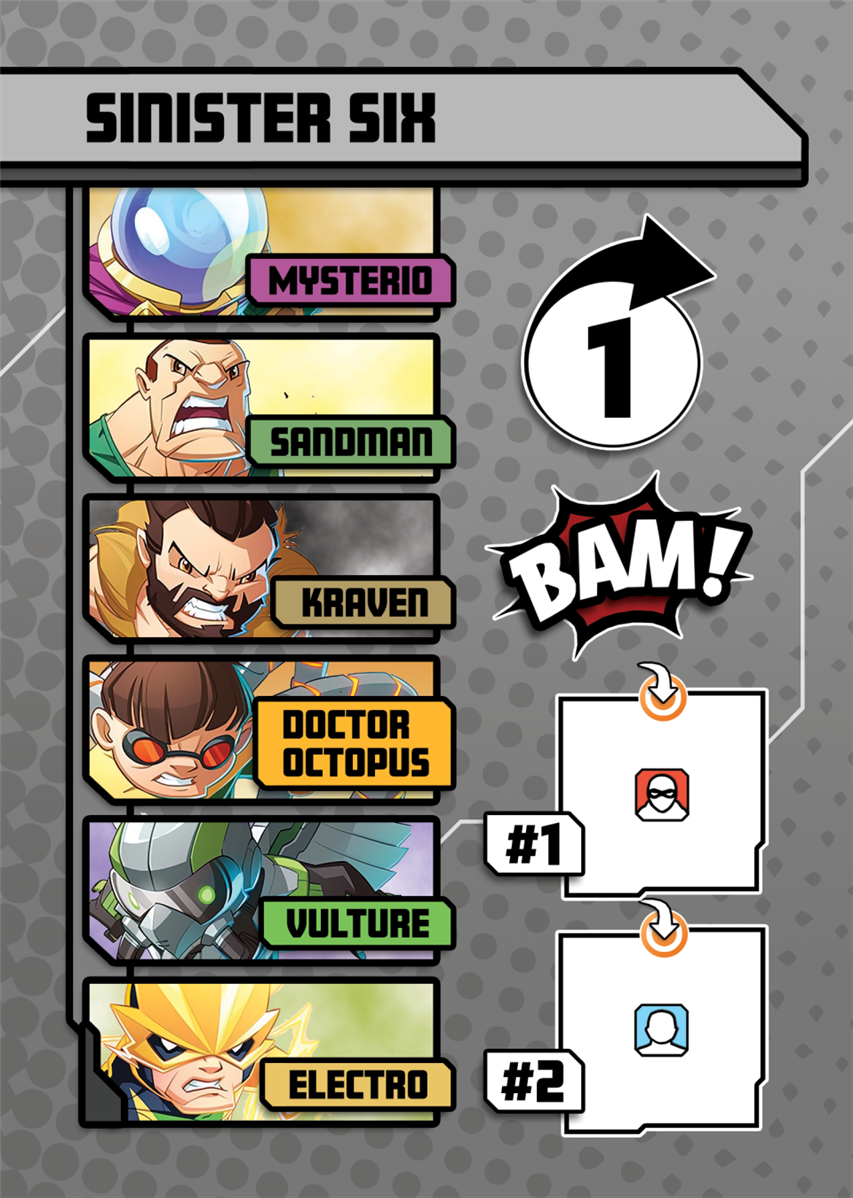 SINISTER SIX
MYSTERIO
SANDMAN
KRAVEN
DOCTOR
OCTOPUS
VULTURE
ELECTRO
1
BAM!
#1
#2